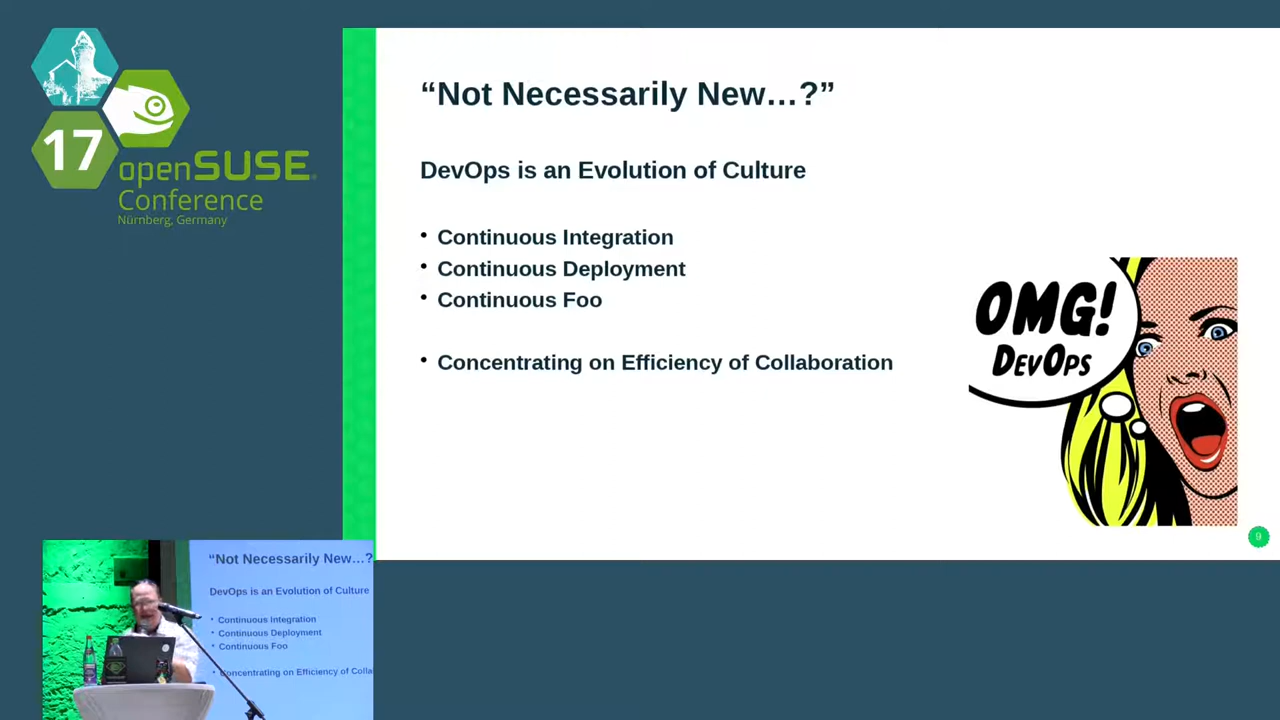 17
openSUSE
Conference
Nürnberg, Germany
“Not Necessarily New…?”
DevOps is an Evolution of Culture
• Continuous Integration
• Continuous Deployment
• Continuous Foo
• Concentrating on Efficiency of Collaboration
OMG!
DevOps
9
“Not Necessarily New…?
DevOps is an Evolution of Culture
• Continuous Integration
• Continuous Deployment
• Continuous Foo
• Concentrating on Efficiency of Colla